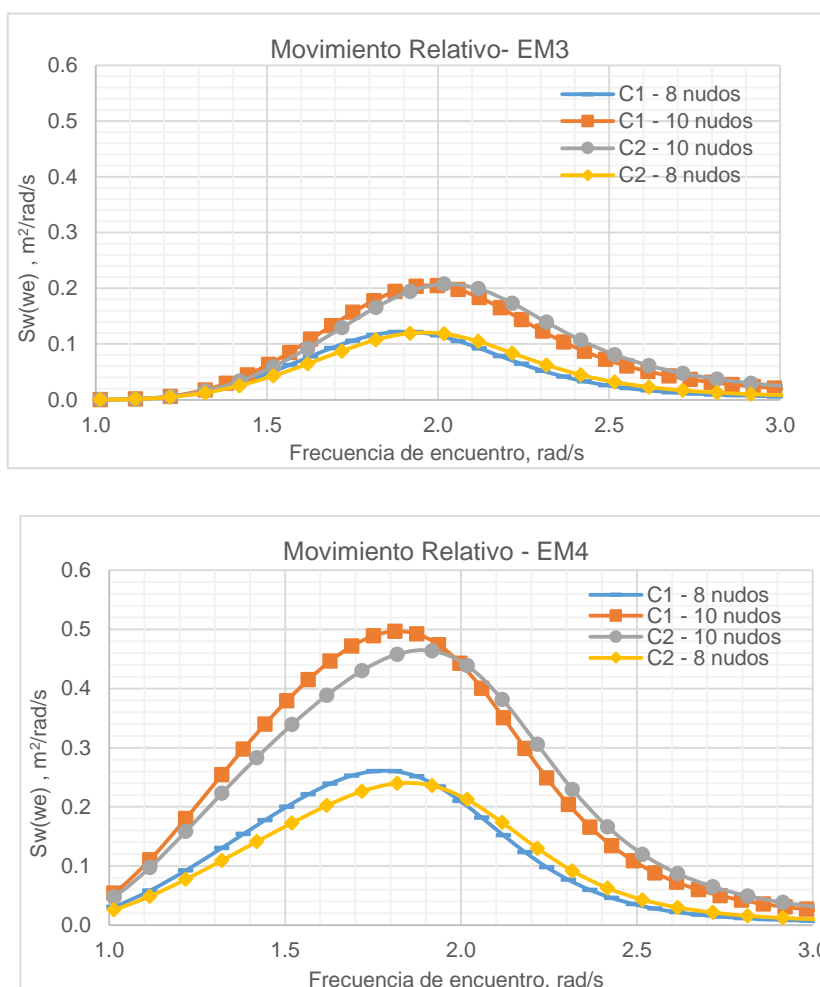 Movimiento Relativo- EM3
0.6
0.5
0.4
0.3
0.2
0.1
0.0
Sw(we) , m²/rad/s
C1 - 8 nudos
C1 - 10 nudos
C2 - 10 nudos
C2 - 8 nudos
1.0 1.5 2.0 2.5 3.0
Frecuencia de encuentro, rad/s
Movimiento Relativo - EM4
0.6
0.5
0.4
0.3
0.2
0.1
0.0
Sw(we) , m²/rad/s
C1 - 8 nudos
C1 - 10 nudos
C2 - 10 nudos
C2 - 8 nudos
1.0 1.5 2.0 2.5 3.0
Frecuencia de encuentro, rad/s